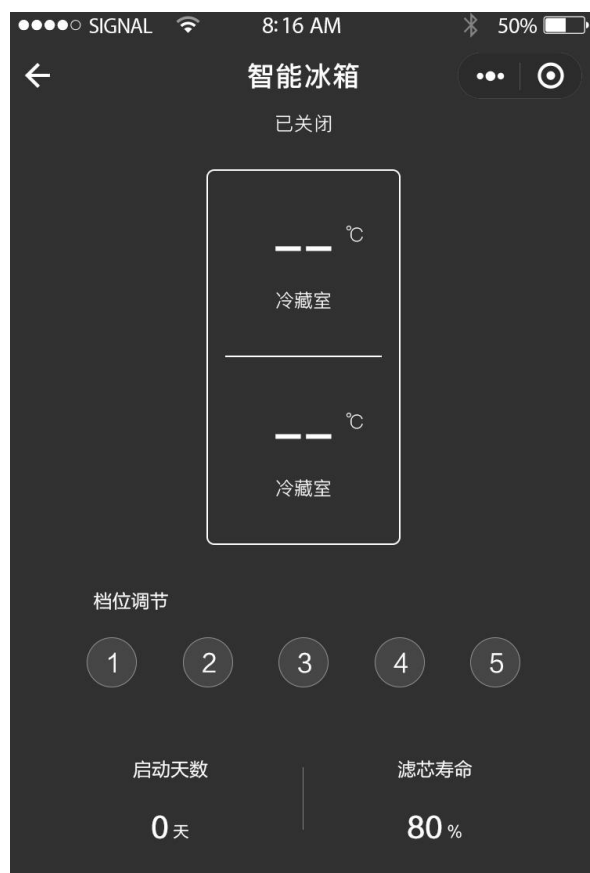 SIGNAL 8:16 AM 50%
智能冰箱
已关闭
-- ℃
冷藏室
-- ℃
冷藏室
档位调节
1 2 3 4 5
启动天数 滤芯寿命
0天 80%